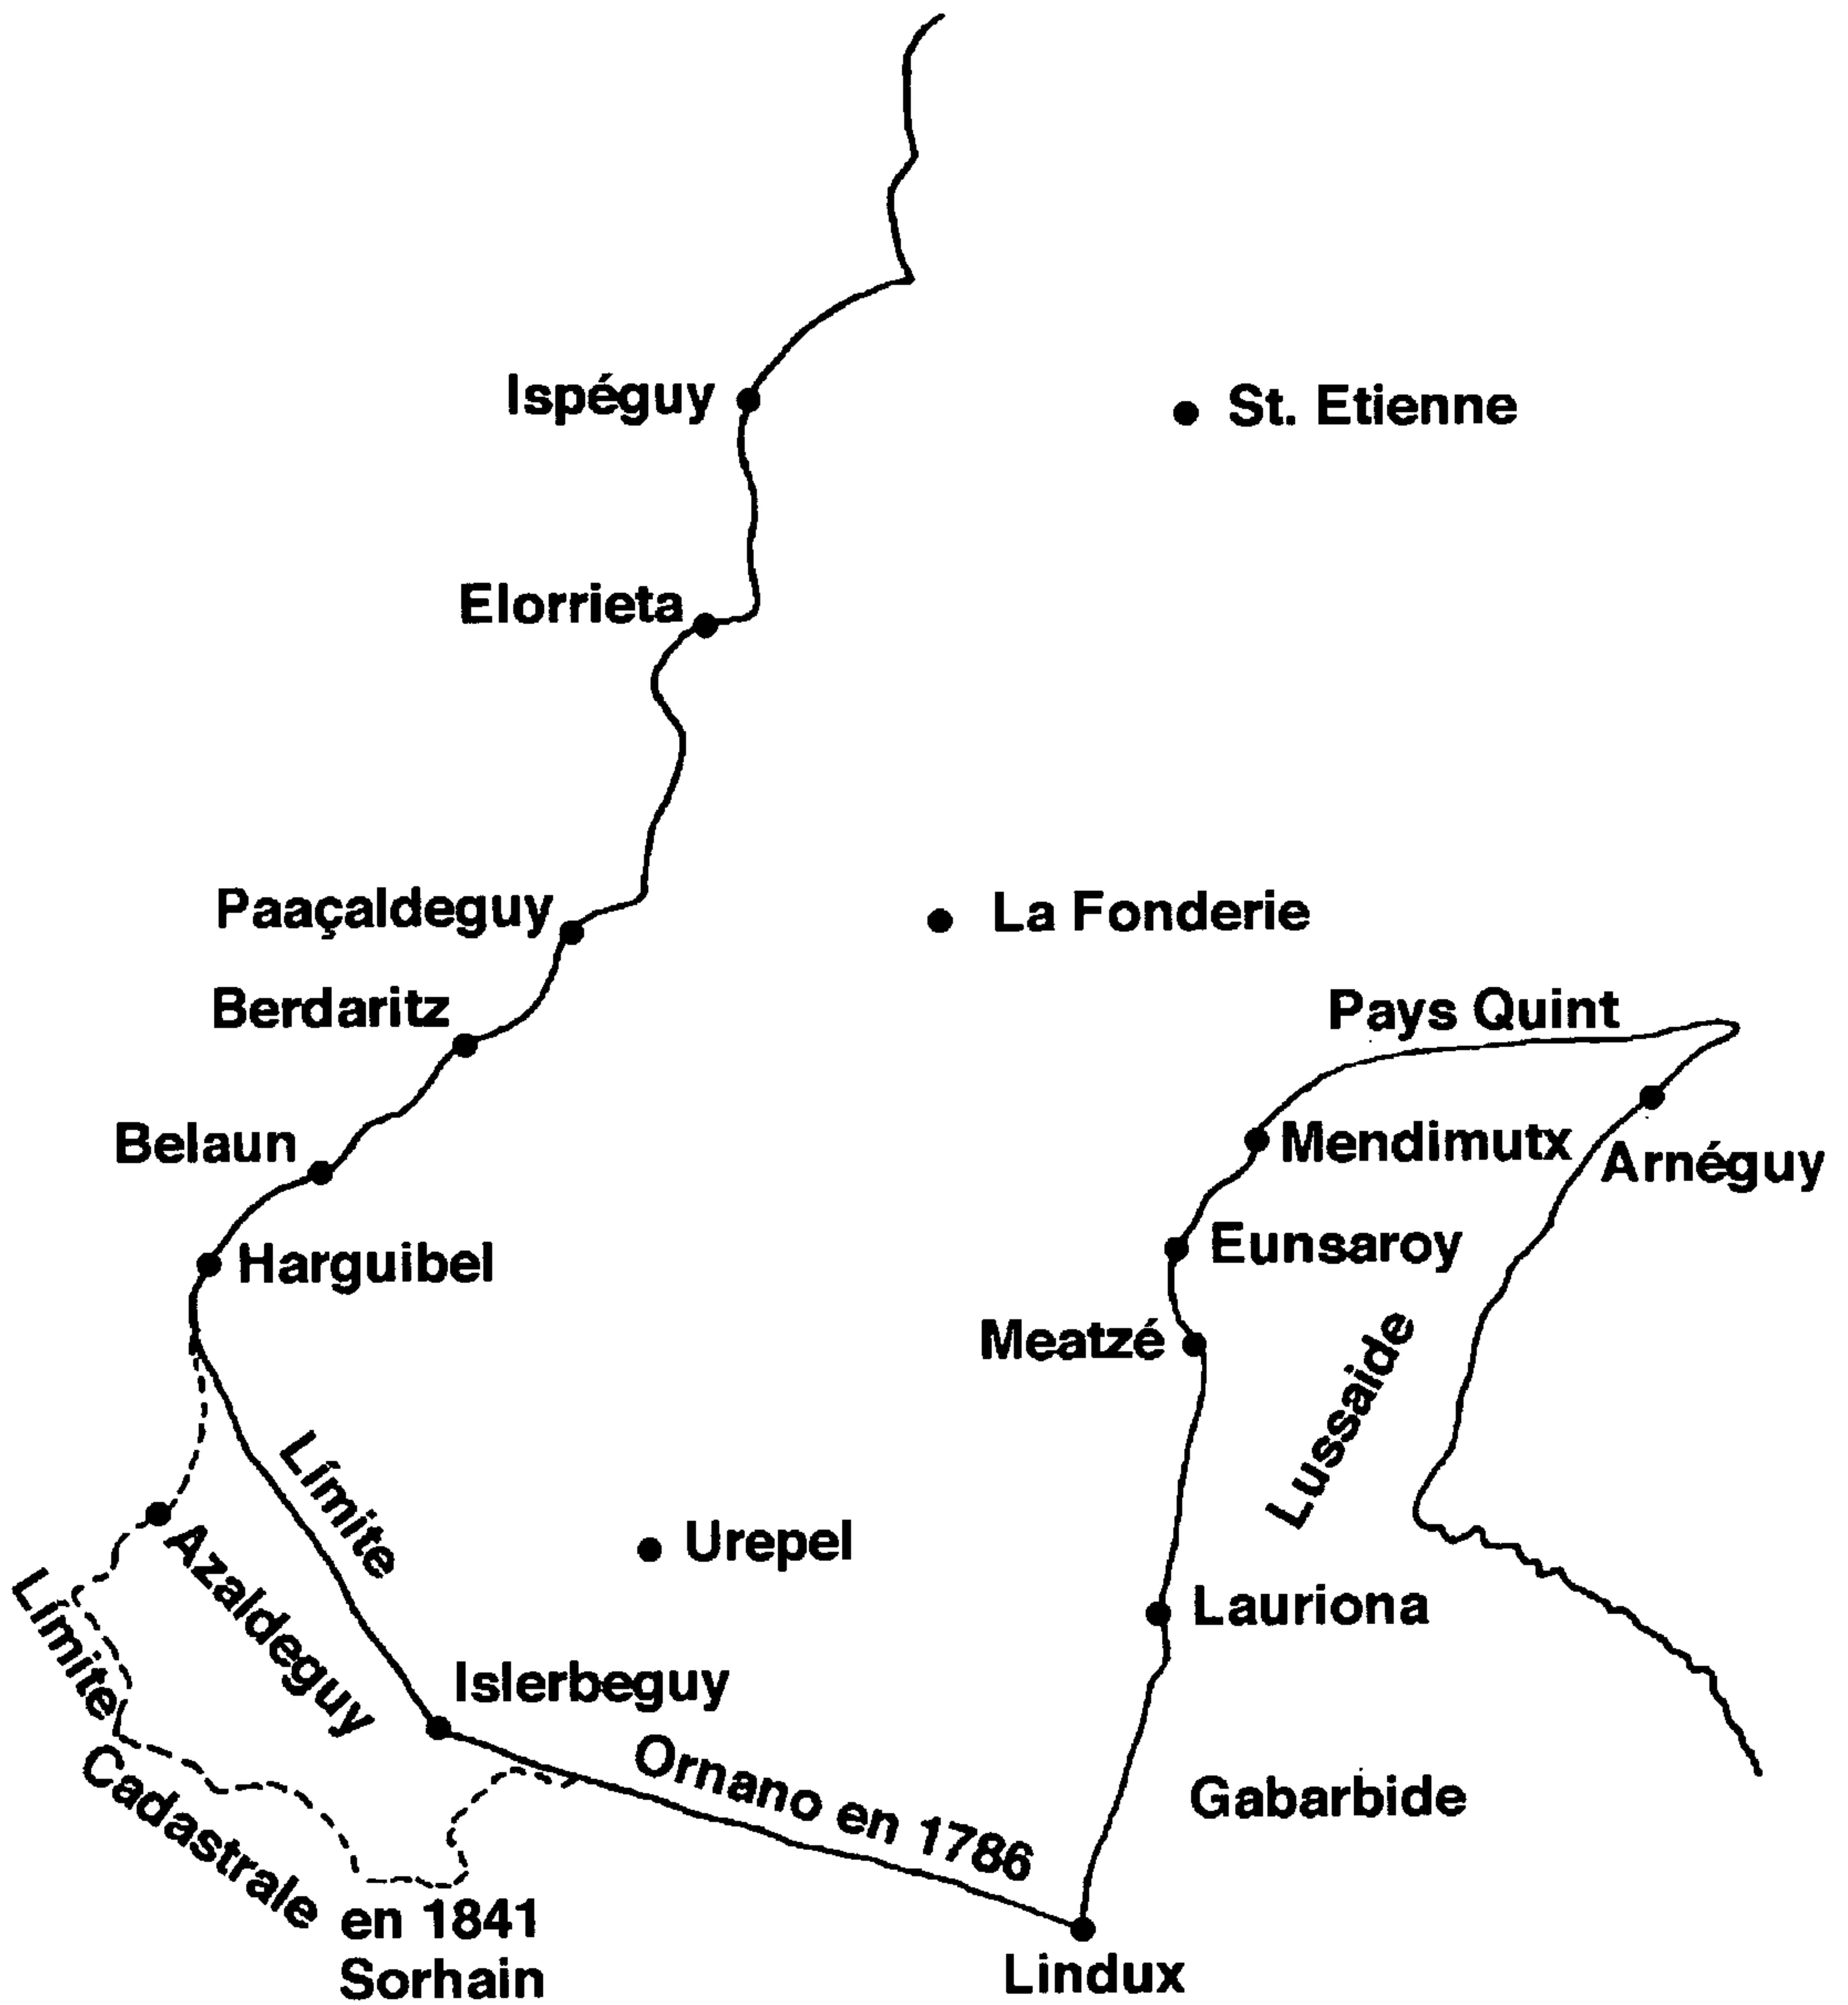 Ispéguy
St. Etienne
Elorrieta
Paaçaldeguy
La Fonderie
Berdaritz
Pays Quint
Belaun
Mendimutx
Arnéguy
Harguibel
Eunsaroy
Meatzé
Lussaide
Límite
Urepel
Azaldeguy
Lauriona
Islerbeguy
Ornano en 1786
Gabarbide
Límite
Cadastrale
en 1841
Sorhain
Lindux